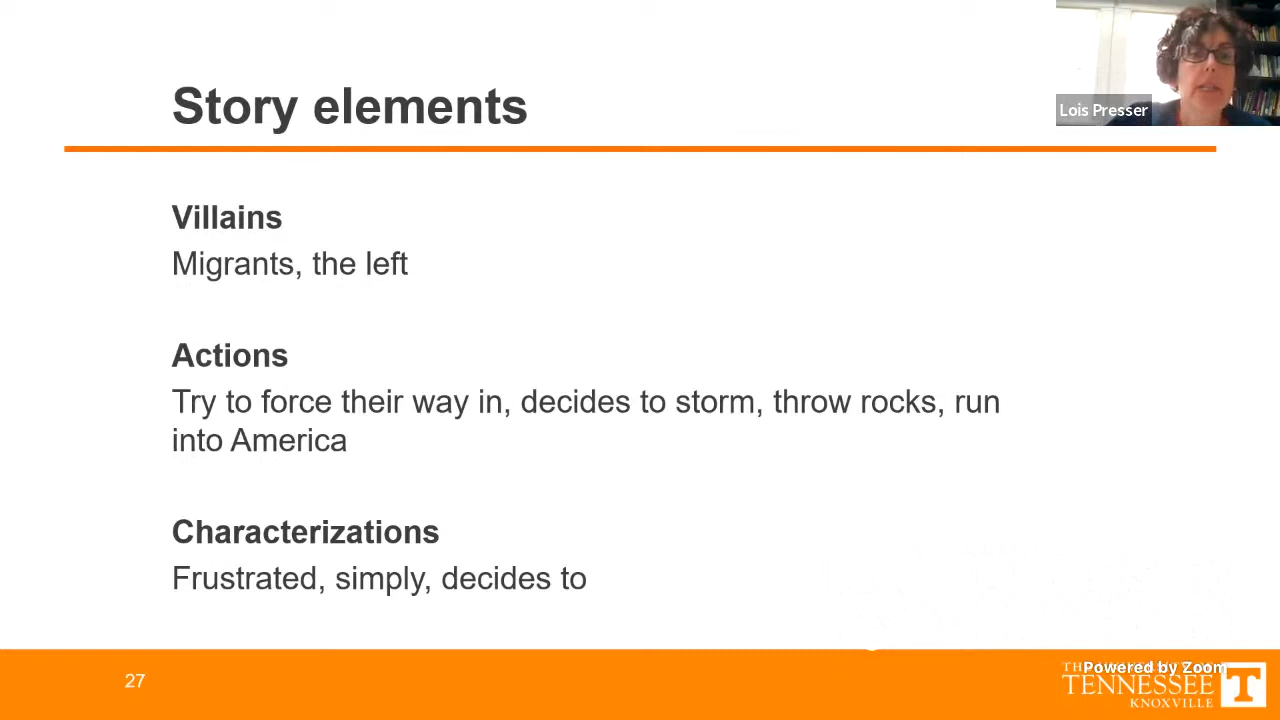 Story elements
Lois Presser
Villains
Migrants, the left
Actions
Try to force their way in, decides to storm, throw rocks, run
into America
Characterizations
Frustrated, simply, decides to
27
Powered by Zoom
TENNESSEE
KNOXVILLE
T